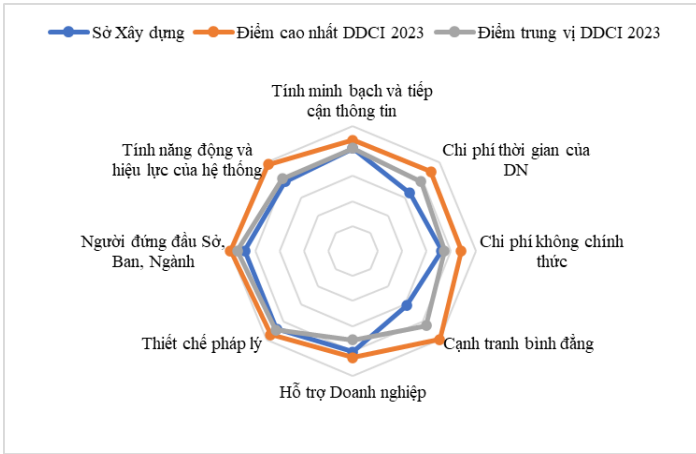 Sở Xây dựng Điểm cao nhất DDCI 2023 Điểm trung vị DDCI 2023
Tính minh bạch và tiếp
cận thông tin
Chi phí thời gian của
DN
Chi phí không chính
thức
Cạnh tranh bình đẳng
Hỗ trợ Doanh nghiệp
Thiết chế pháp lý
Người đứng đầu Sở,
Ban, Ngành
Tính năng động và
hiệu lực của hệ thống